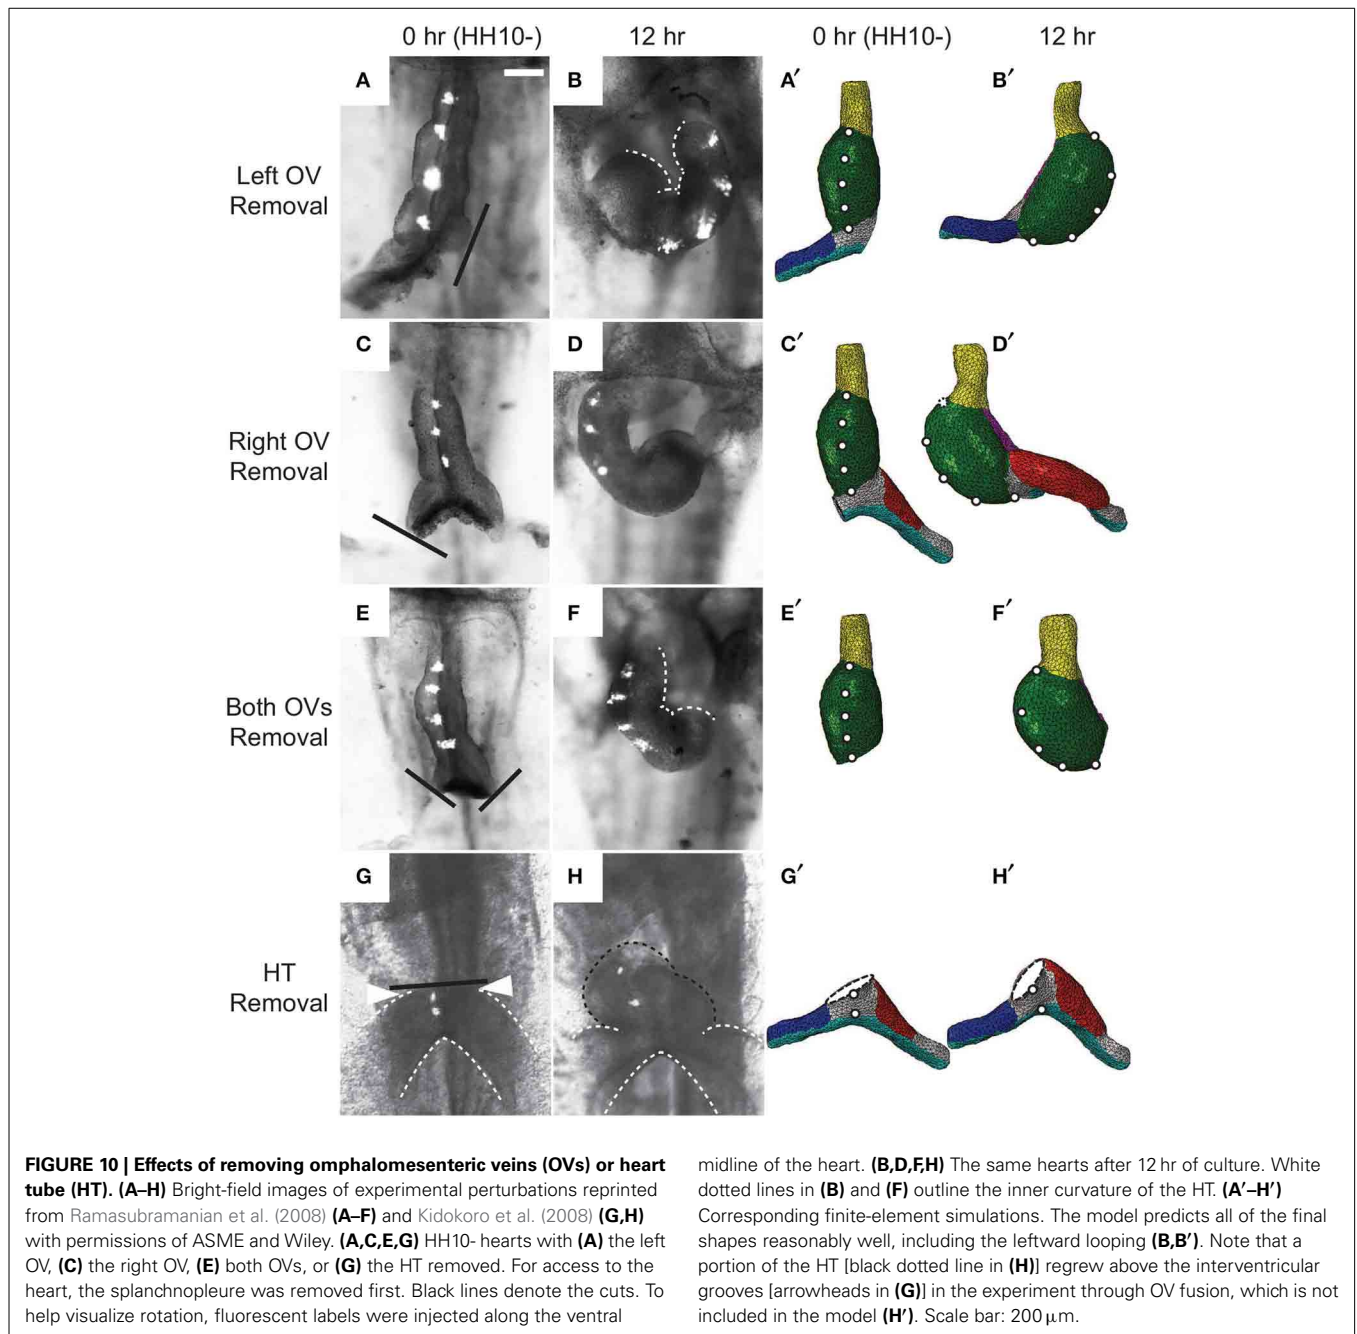 0 hr (HH10-) 12 hr 0 hr (HH10-) 12 hr
A B A′ B′
Left OV
Removal
C D C′ D′
Right OV
Removal
E F E′ F′
Both OVs
Removal
G H G′ H′
HT
Removal
FIGURE 10 | Effects of removing omphalomesenteric veins (OVs) or heart
tube (HT). (A–H) Bright-field images of experimental perturbations reprinted
from Ramasubramanian et al. (2008) (A–F) and Kidokoro et al. (2008) (G,H)
with permissions of ASME and Wiley. (A,C,E,G) HH10- hearts with (A) the left
OV, (C) the right OV, (E) both OVs, or (G) the HT removed. For access to the
heart, the splanchnopleure was removed first. Black lines denote the cuts. To
help visualize rotation, fluorescent labels were injected along the ventral
midline of the heart. (B,D,F,H) The same hearts after 12 hr of culture. White
dotted lines in (B) and (F) outline the inner curvature of the HT. (A′–H′)
Corresponding finite-element simulations. The model predicts all of the final
shapes reasonably well, including the leftward looping (B,B′). Note that a
portion of the HT [black dotted line in (H)] regrew above the interventricular
grooves [arrowheads in (G)] in the experiment through OV fusion, which is not
included in the model (H′). Scale bar: 200 μm.